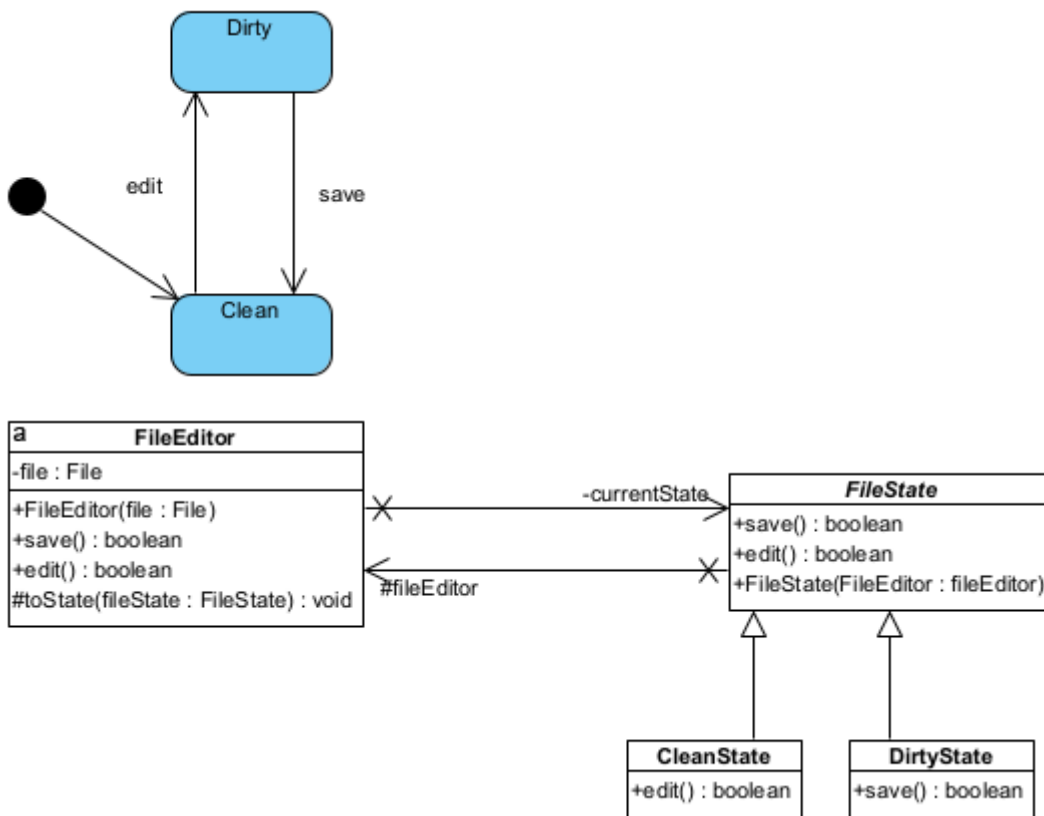 Dirty
edit
save
Clean
a
FileEditor
-file : File
+FileEditor(file : File)
+save() : boolean
+edit() : boolean
#toState(fileState : FileState) : void
-currentState
#fileEditor
FileState
+save() : boolean
+edit() : boolean
+FileState(FileEditor : fileEditor)
CleanState
+edit() : boolean
DirtyState
+save() : boolean